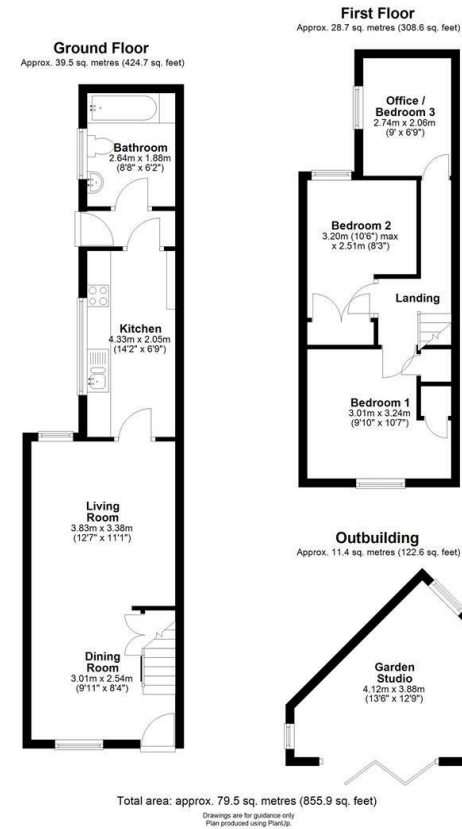 Ground Floor
Approx. 39.5 sq. metres (424.7 sq. feet)
Bathroom
2.64m x 1.88m
(8'8" x 6'2")
Kitchen
4.33m x 2.05m
(14'2" x 6'9")
Living
Room
3.83m x 3.38m
(12'7" x 11'1")
Dining
Room
3.01m x 2.54m
(9'11" x 8'4")
First Floor
Approx. 28.7 sq. metres (308.6 sq. feet)
Office /
Bedroom 3
2.74m x 2.06m
(9' x 6'9")
Bedroom 2
3.20m (10'6") max
x 2.51m (8'3")
Landing
Bedroom 1
3.01m x 3.24m
(9'10" x 10'7")
Outbuilding
Approx. 11.4 sq. metres (122.6 sq. feet)
Garden
Studio
4.12m x 3.88m
(13'6" x 12'9")
Total area: approx. 79.5 sq. metres (855.9 sq. feet)
Drawings are for guidance only
Plan produced using PlanUp.